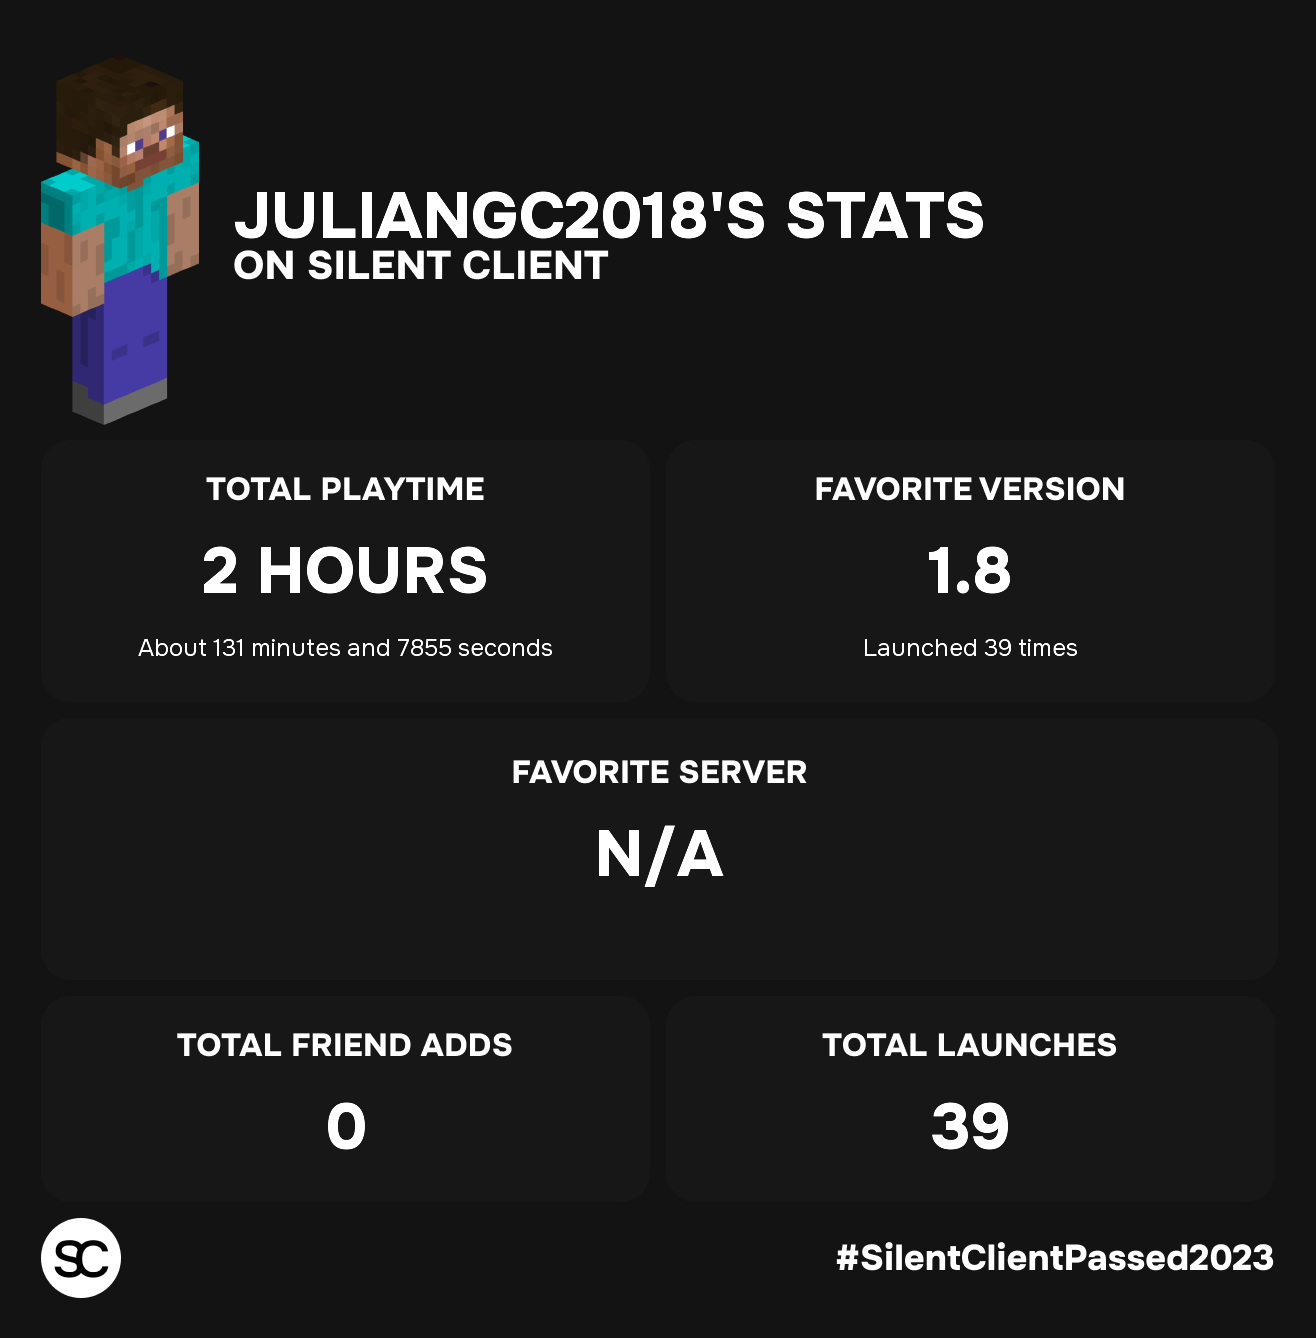 JULIANGC2018'S STATS
ON SILENT CLIENT
TOTAL PLAYTIME
2 HOURS
About 131 minutes and 7855 seconds
FAVORITE VERSION
1.8
Launched 39 times
FAVORITE SERVER
N/A
TOTAL FRIEND ADDS
0
TOTAL LAUNCHES
39
SC
#SilentClientPassed2023